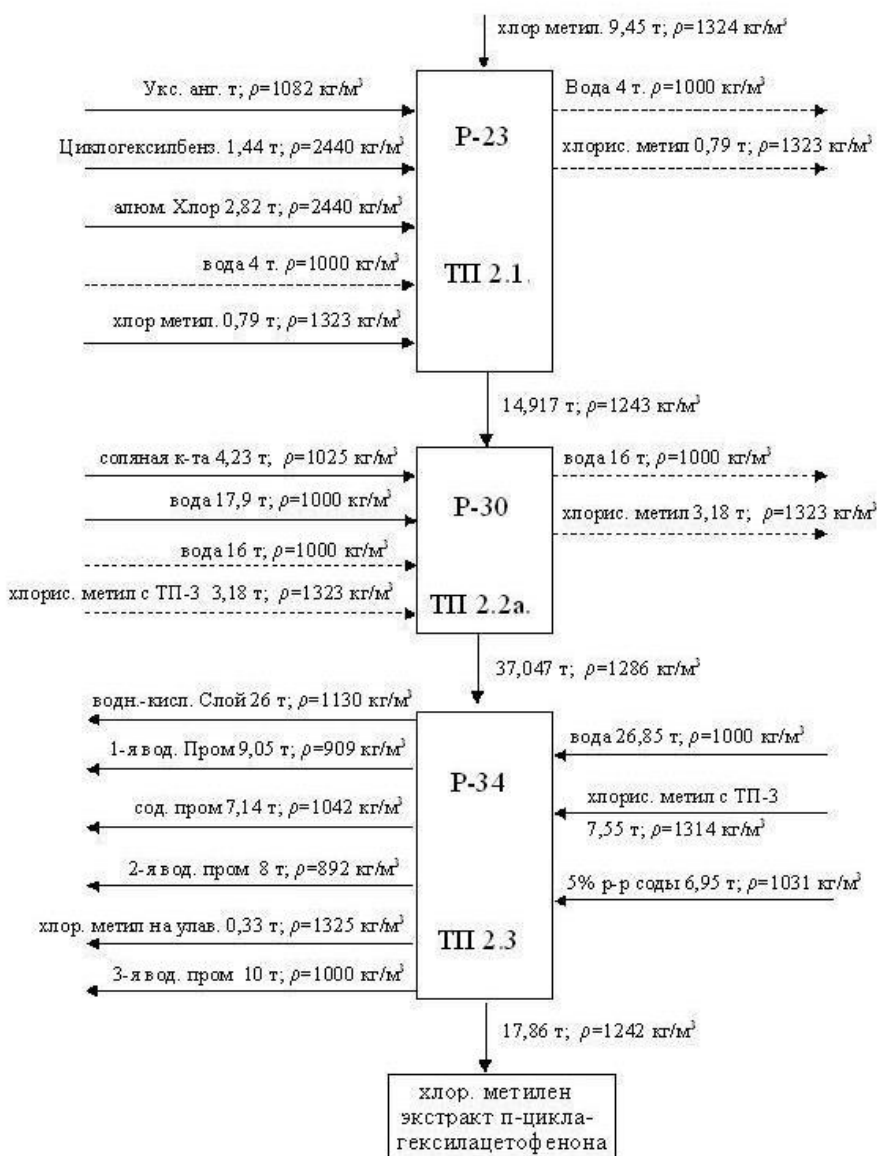 хлор метил. 9,45 т; ρ=1324 кг/м³
Укс. анг. т; ρ=1082 кг/м³
Циклогексилбенз. 1,44 т; ρ=2440 кг/м³
алюм. Хлор 2,82 т; ρ=2440 кг/м³
вода 4 т. ρ=1000 кг/м³
хлор метил. 0,79 т; ρ=1323 кг/м³
Р-23
ТП 2.1.
Вода 4 т. ρ=1000 кг/м³
хлорис. метил 0,79 т; ρ=1323 кг/м³
14,917 т; ρ=1243 кг/м³
соляная к-та 4,23 т; ρ=1025 кг/м³
вода 17,9 т; ρ=1000 кг/м³
вода 16 т; ρ=1000 кг/м³
хлорис. метил с ТП-3 3,18 т; ρ=1323 кг/м³
Р-30
ТП 2.2а.
вода 16 т; ρ=1000 кг/м³
хлорис. метил 3,18 т; ρ=1323 кг/м³
37,047 т; ρ=1286 кг/м³
водн.-кисл. Слой 26 т; ρ=1130 кг/м³
1-я вод. Пром 9,05 т; ρ=909 кг/м³
сод. пром 7,14 т; ρ=1042 кг/м³
2-я вод. пром 8 т; ρ=892 кг/м³
хлор. метил на улав. 0,33 т; ρ=1325 кг/м³
3-я вод. пром 10 т; ρ=1000 кг/м³
Р-34
ТП 2.3
вода 26,85 т; ρ=1000 кг/м³
хлорис. метил с ТП-3
7,55 т; ρ=1314 кг/м³
5% р-р соды 6,95 т; ρ=1031 кг/м³
17,86 т; ρ=1242 кг/м³
хлор. метилен
экстракт п-цикла-
гексилацетофенона